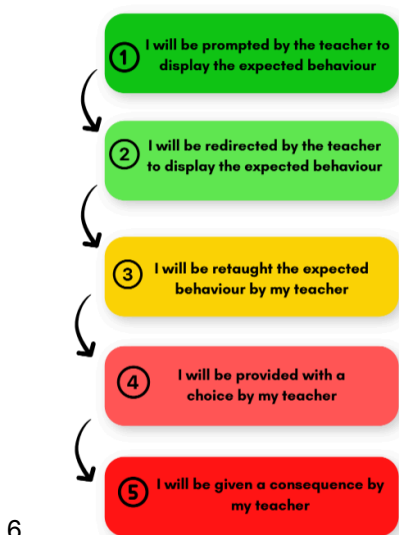 1 I will be prompted by the teacher to
display the expected behaviour
2 I will be redirected by the teacher
to display the expected behaviour
3 I will be retaught the expected
behaviour by my teacher
4 I will be provided with a
choice by my teacher
5 I will be given a consequence by
my teacher
6